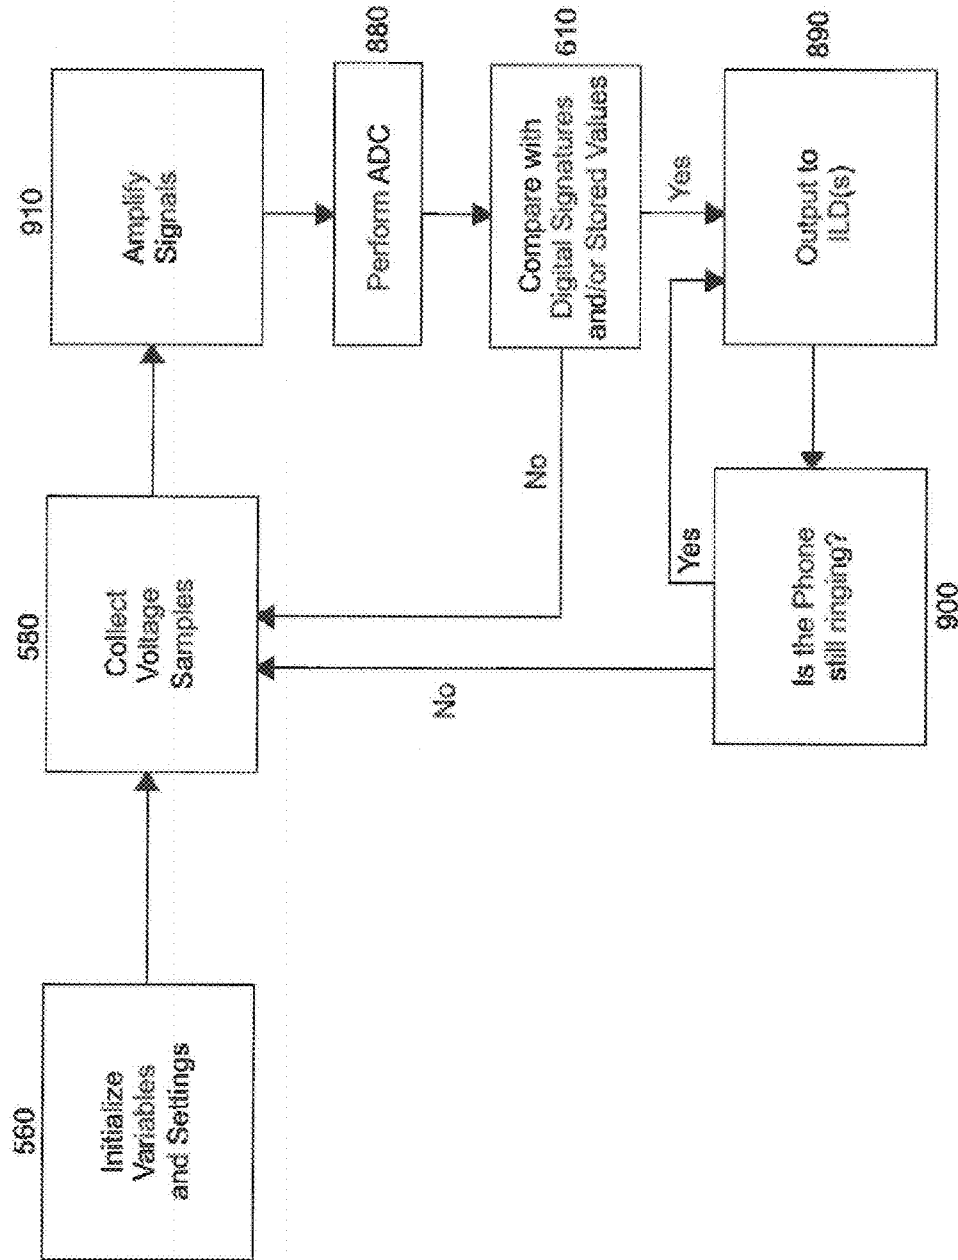 560
Initialize
Variables
and Settings
580
Collect
Voltage
Samples
910
Amplify
Signals
Perform ADC
880
Compare with
Digital Signatures
and/or Stored Values
610
No
Yes
Output to
ILD(s)
890
Is the Phone
still ringing?
900
Yes
No